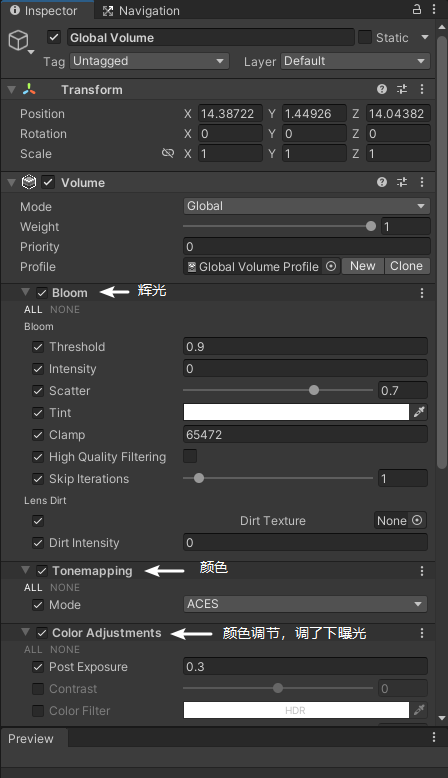 Inspector Navigation
Global Volume Static
Tag Untagged Layer Default
Transform
Position X 14.38722 Y 1.44926 Z 14.04382
Rotation X 0 Y 0 Z 0
Scale X 1 Y 1 Z 1
Volume
Mode Global
Weight 1
Priority 0
Profile Global Volume Profile New Clone
Bloom 辉光
ALL NONE
Bloom
Threshold 0.9
Intensity 0
Scatter 0.7
Tint
Clamp 65472
High Quality Filtering
Skip Iterations 1
Lens Dirt
Dirt Texture None
Dirt Intensity 0
Tonemapping 颜色
ALL NONE
Mode ACES
Color Adjustments 颜色调节，调了下曝光
ALL NONE
Post Exposure 0.3
Contrast 0
Color Filter HDR
Preview